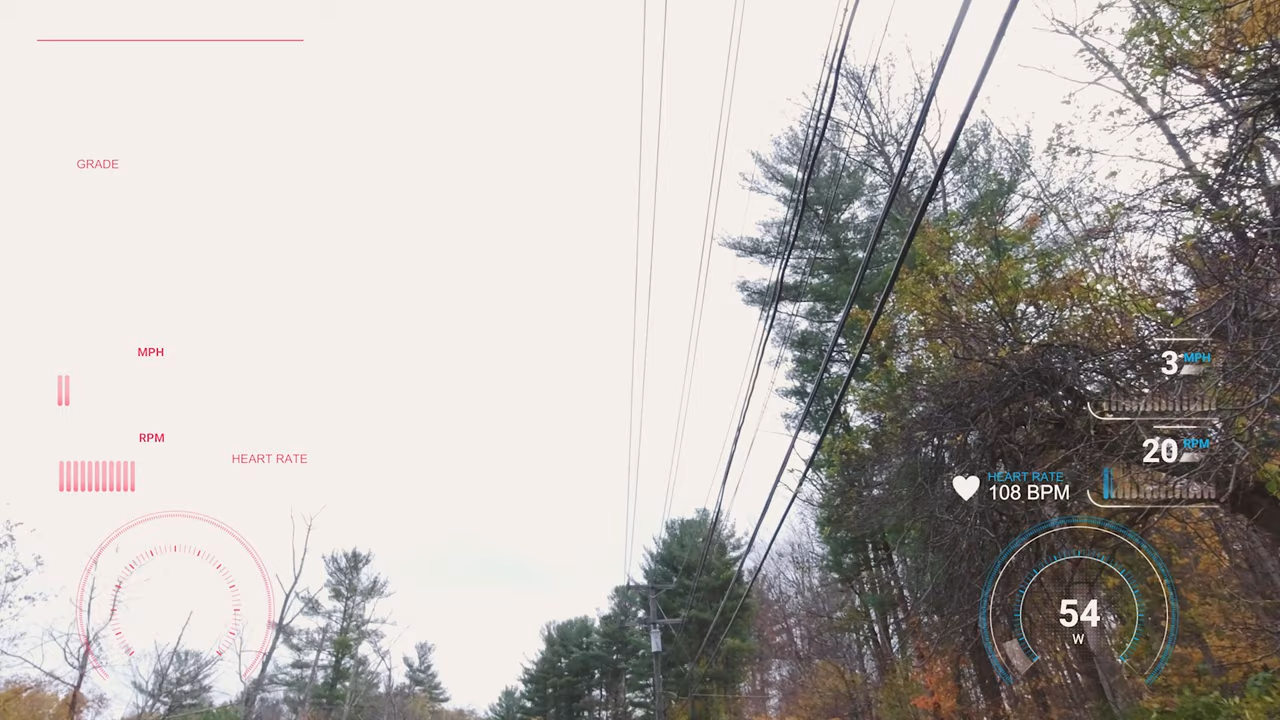 GRADE
MPH
RPM
HEART RATE
3 MPH
20 RPM
HEART RATE
108 BPM
54
W